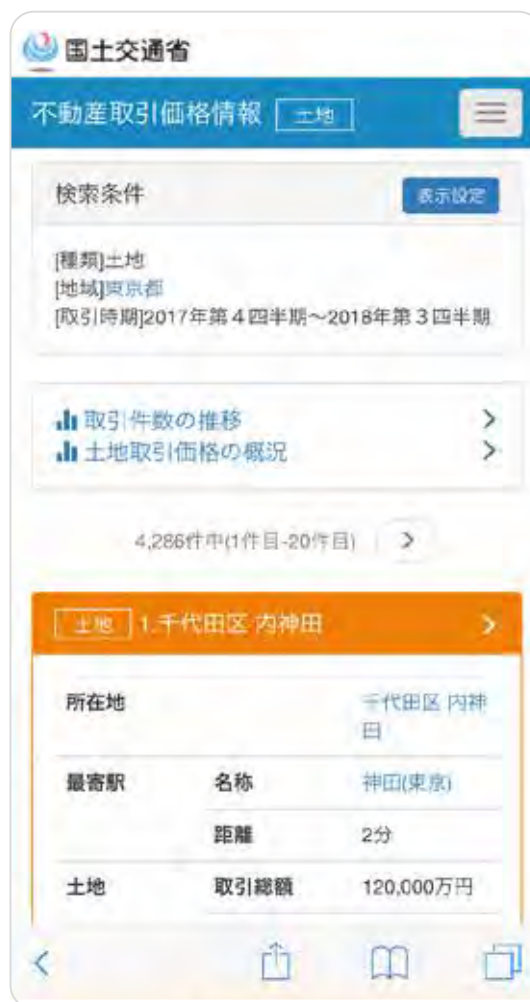 国土交通省
不動産取引価格情報 土地
検索条件 表示設定
[種類]土地
[地域]東京都
[取引時期]2017年第4四半期～2018年第3四半期
取引件数の推移
土地取引価格の概況
4,286件中(1件目-20件目)
土地 1.千代田区 内神田
所在地 千代田区 内神
田
最寄駅 名称 神田(東京)
距離 2分
土地 取引総額 120,000万円